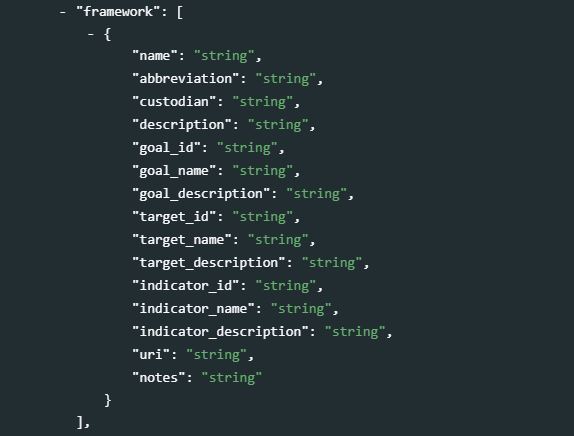 - "framework": [
- {
"name": "string",
"abbreviation": "string",
"custodian": "string",
"description": "string",
"goal_id": "string",
"goal_name": "string",
"goal_description": "string",
"target_id": "string",
"target_name": "string",
"target_description": "string",
"indicator_id": "string",
"indicator_name": "string",
"indicator_description": "string",
"uri": "string",
"notes": "string"
}
],